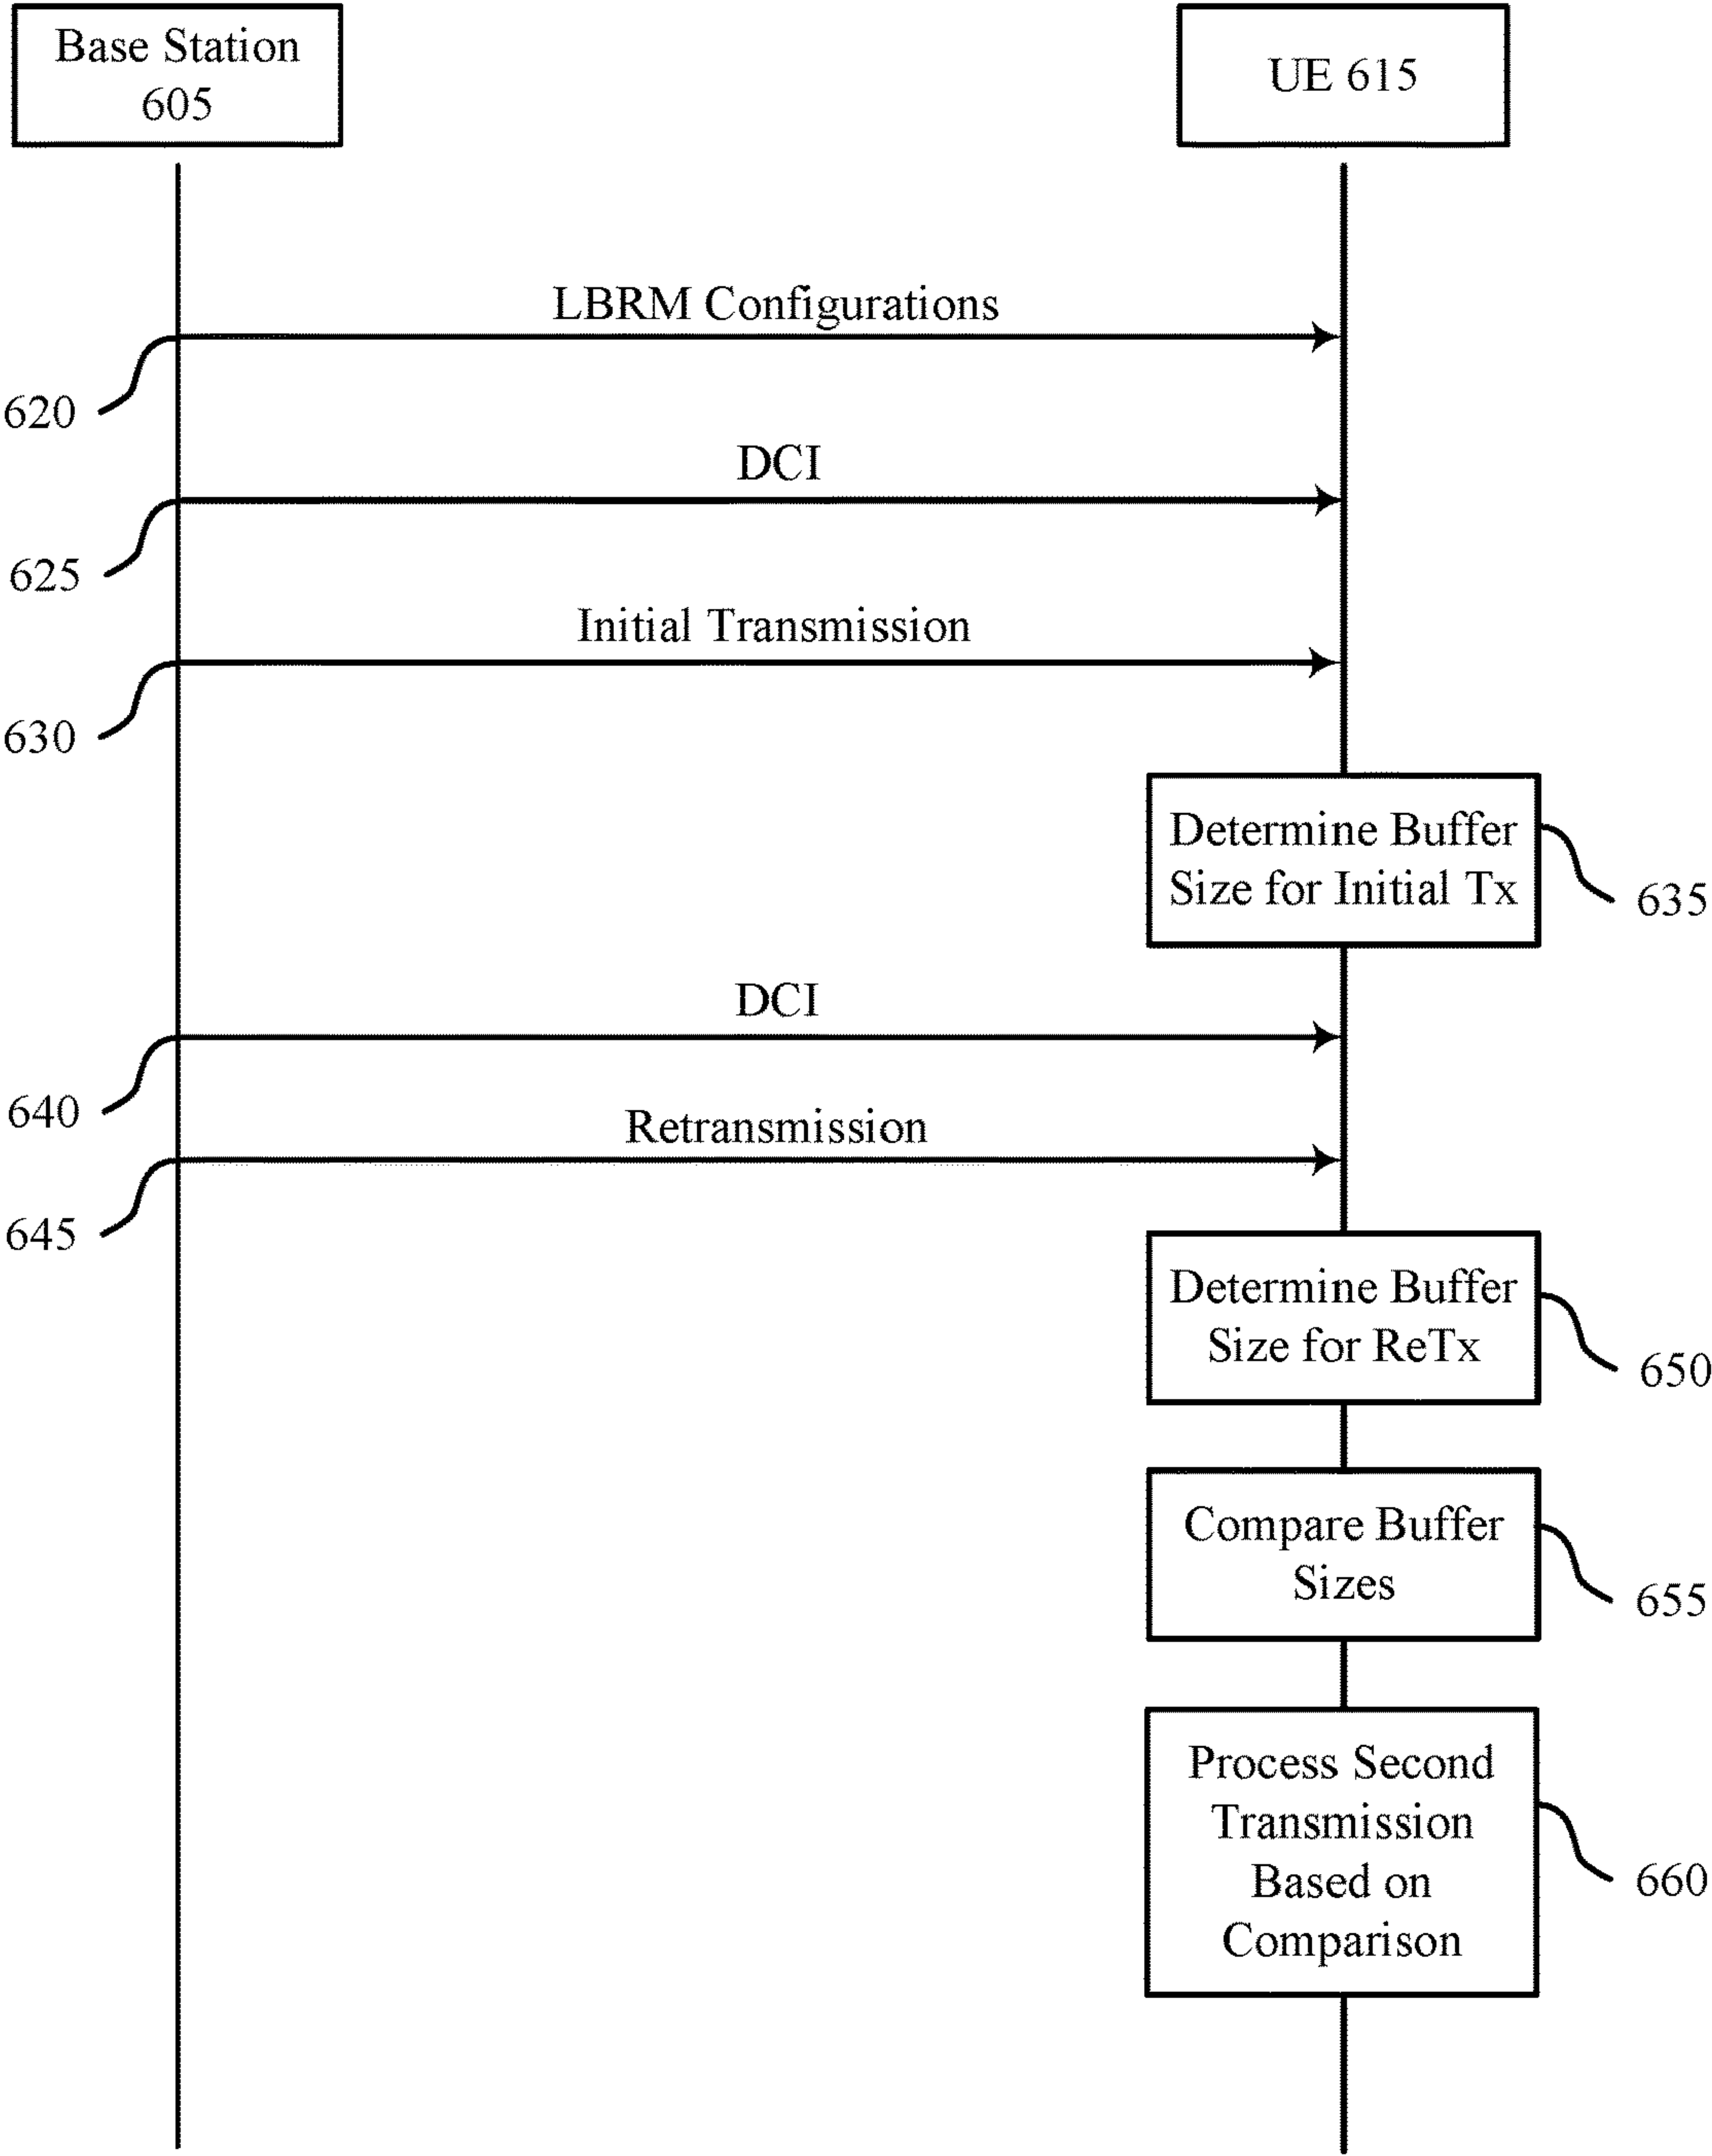 Base Station
605
UE 615
LBRM Configurations
620
DCI
625
Initial Transmission
630
Determine Buffer
Size for Initial Tx
635
DCI
640
Retransmission
645
Determine Buffer
Size for ReTx
650
Compare Buffer
Sizes
655
Process Second
Transmission
Based on
Comparison
660